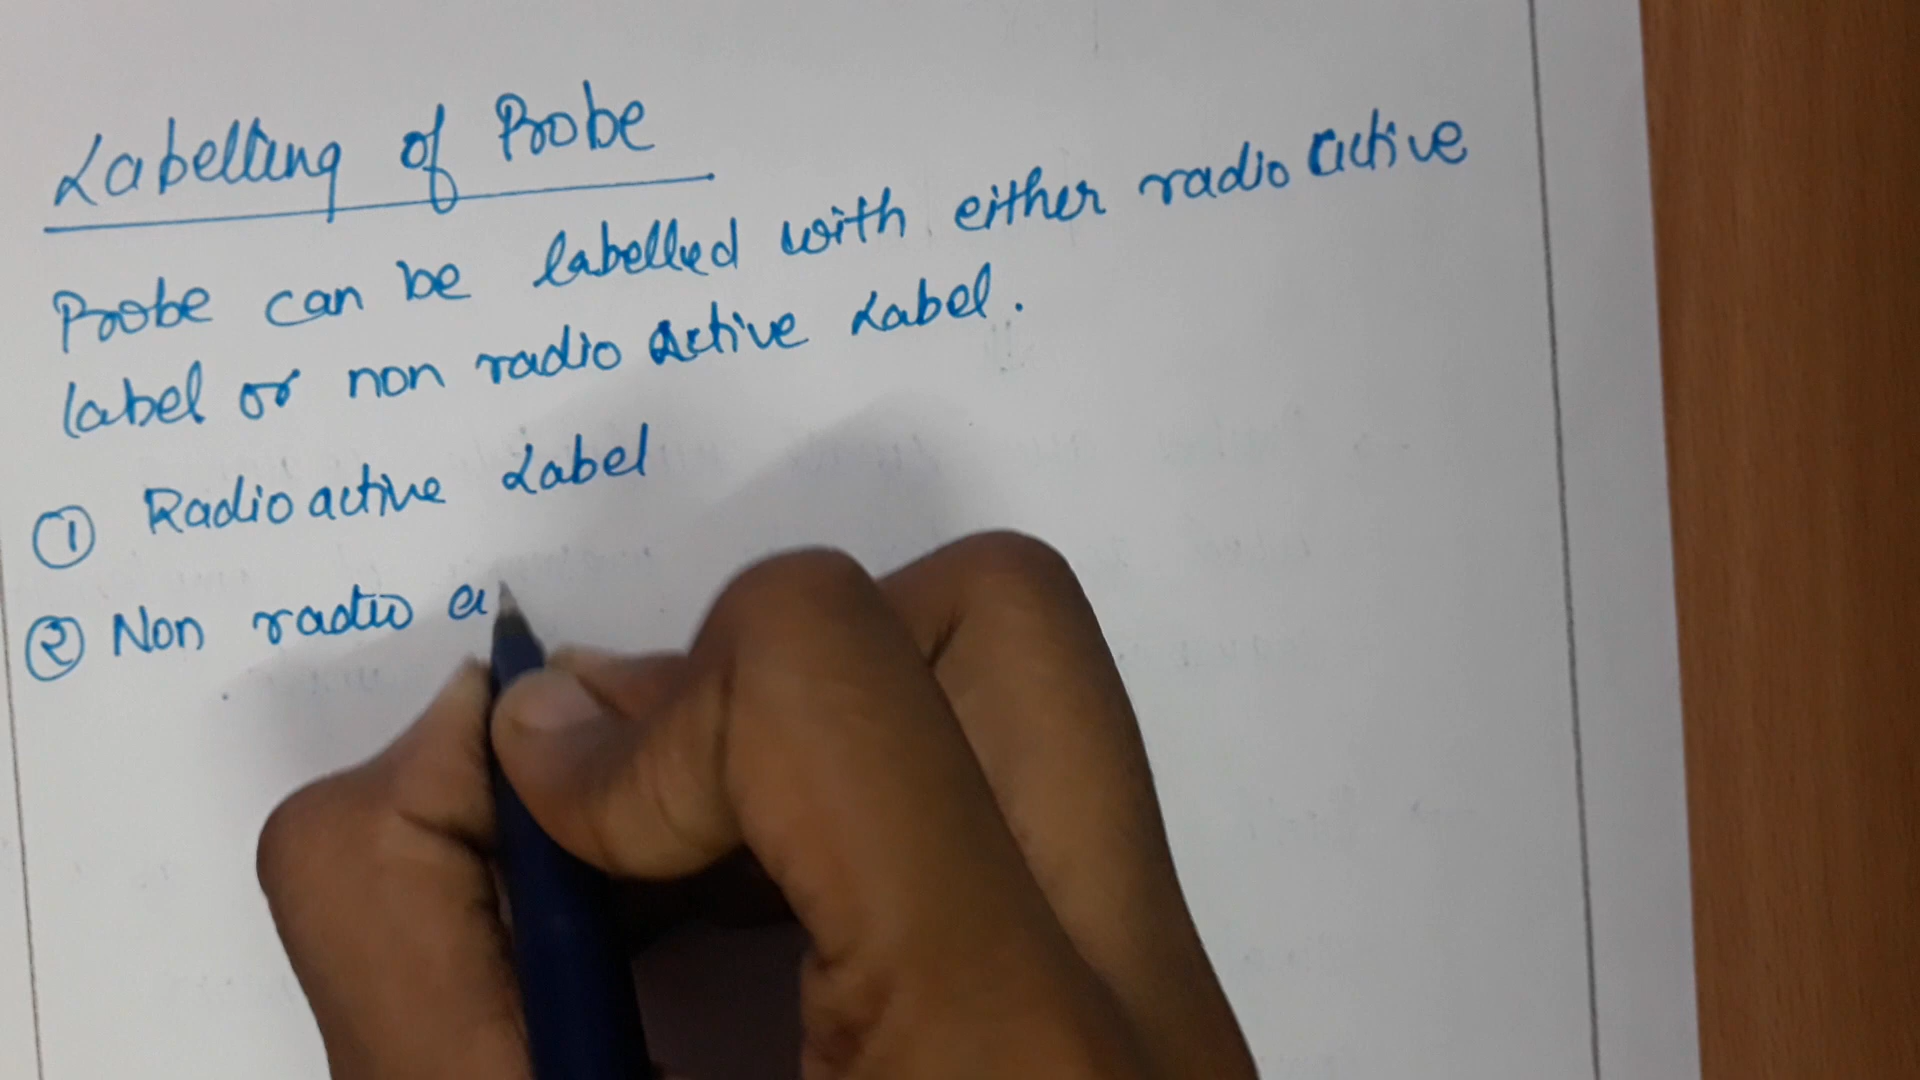 Labelling of Probe
Probe can be labelled with either radio active
label or non radio active Label.
① Radio active Label
② Non radio a